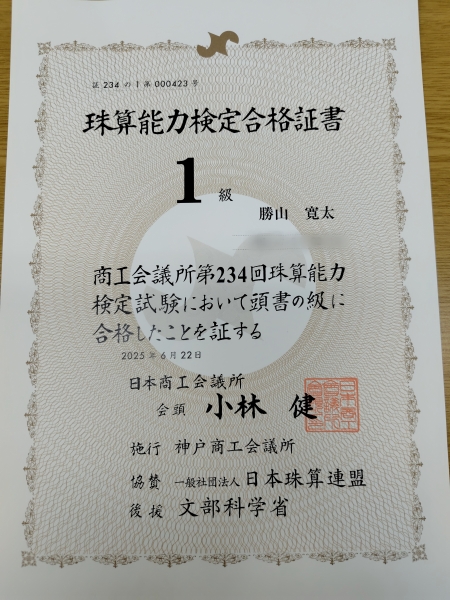 証 234 の 1 第 000423 号
珠算能力検定合格証書
1 級
勝山 寛太
商工会議所第234回珠算能力
検定試験において頭書の級に
合格したことを証する
2025 年 6 月 22 日
日本商工会議所
会頭 小林 健
施行 神戸商工会議所
協賛 一般社団法人 日本珠算連盟
後援 文部科学省